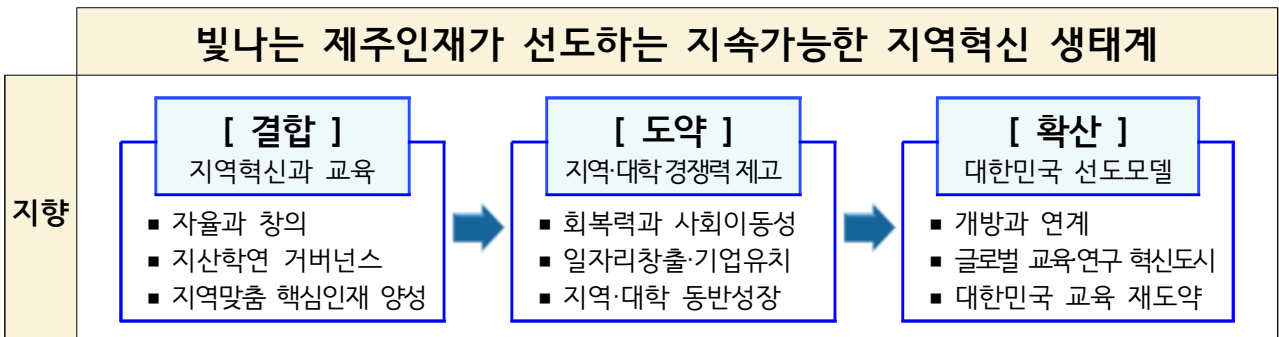 빛나는 제주인재가 선도하는 지속가능한 지역혁신 생태계
지향
[ 결합 ]
지역혁신과 교육
■ 자율과 창의
■ 지산학연 거버넌스
■ 지역맞춤 핵심인재 양성
[ 도약 ]
지역·대학 경쟁력 제고
■ 회복력과 사회이동성
■ 일자리창출·기업유치
■ 지역·대학 동반성장
[ 확산 ]
대한민국 선도모델
■ 개방과 연계
■ 글로벌 교육·연구 혁신도시
■ 대한민국 교육 재도약